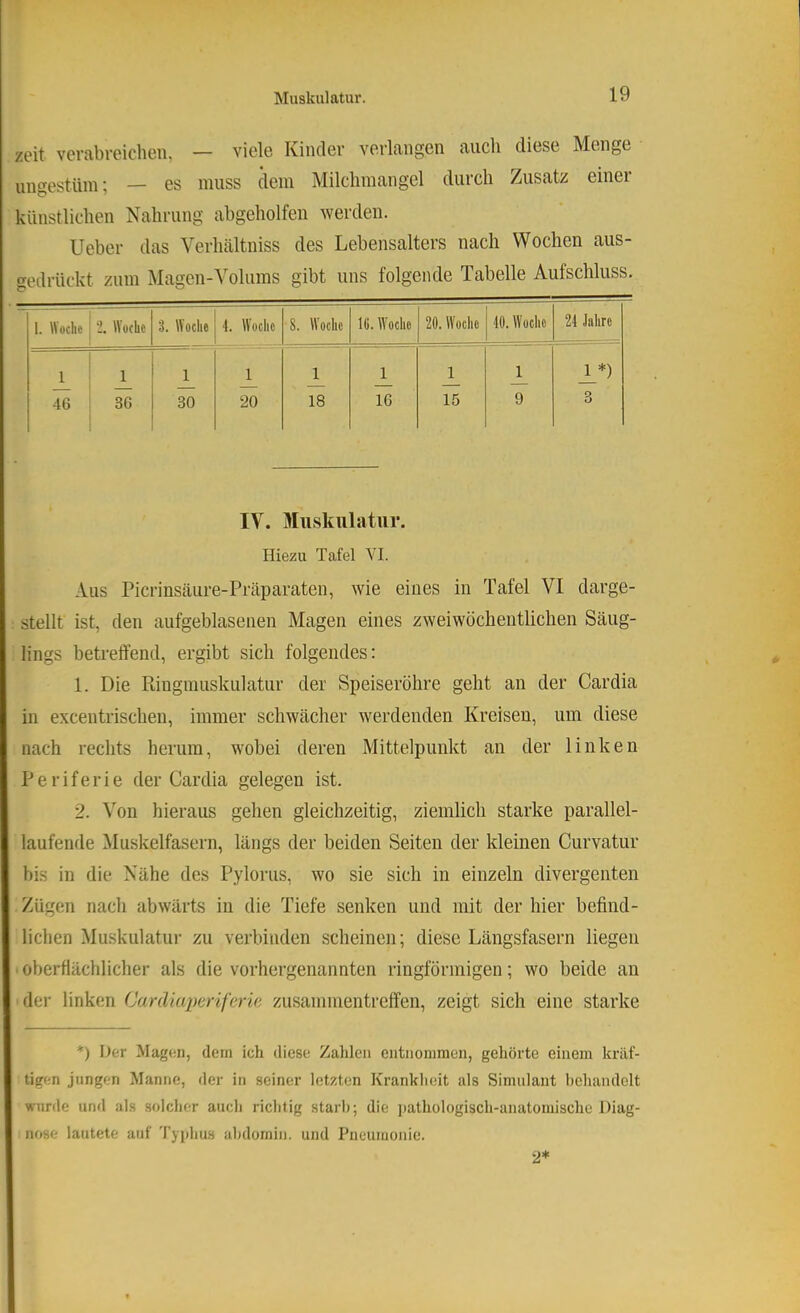 Muskulatur. 19
zeit verabreichen, — viele Kinder verlangen auch diese Menge
ungestüm; — es muss dem Milchmangel durch Zusatz einer
künstlichen Nahrung abgeholfen werden.
Ueber das Verhältniss des Lebensalters nach Wochen aus-
gedrückt zum Magen-Volums gibt uns folgende Tabelle Aufschluss.
1. Woche 2. Woche 3. Woche 4. Woche 8. Woche 16. Woche 20. Woche 40. Woche 24 Jahre
1 1 1 1 1 1 1 1 1*)
46 36 30 20 18 16 15 9 3
IV. Muskulatur.
Hiezu Tafel VI.
Aus Picrinsäure-Präparaten, wie eines in Tafel VI darge-
stellt ist, den aufgeblasenen Magen eines zweiwöchentlichen Säug-
lings betreffend, ergibt sich folgendes:
1. Die Ringmuskulatur der Speiseröhre geht an der Cardia
in excentrischen, immer schwächer werdenden Kreisen, um diese
nach rechts herum, wobei deren Mittelpunkt an der linken
Periferie der Cardia gelegen ist.
2. Von hieraus gehen gleichzeitig, ziemlich starke parallel-
laufende Muskelfasern, längs der beiden Seiten der kleinen Curvatur
bis in die Nähe des Pylorus, wo sie sich in einzeln divergenten
Zügen nach abwärts in die Tiefe senken und mit der hier befind-
lichen Muskulatur zu verbinden scheinen; diese Längsfasern liegen
oberflächlicher als die vorhergenannten ringförmigen; wo beide an
der linken Cardiaperiferie zusammentreffen, zeigt sich eine starke
*) Der Magen, dem ich diese Zahlen entnommen, gehörte einem kräf-
tigen jungen Manne, der in seiner letzten Krankheit als Simulant behandelt
wurde und als solcher auch richtig starb; die pathologisch-anatomische Diag-
nose lautete auf Typhus abdomin. und Pneumonie.
2*